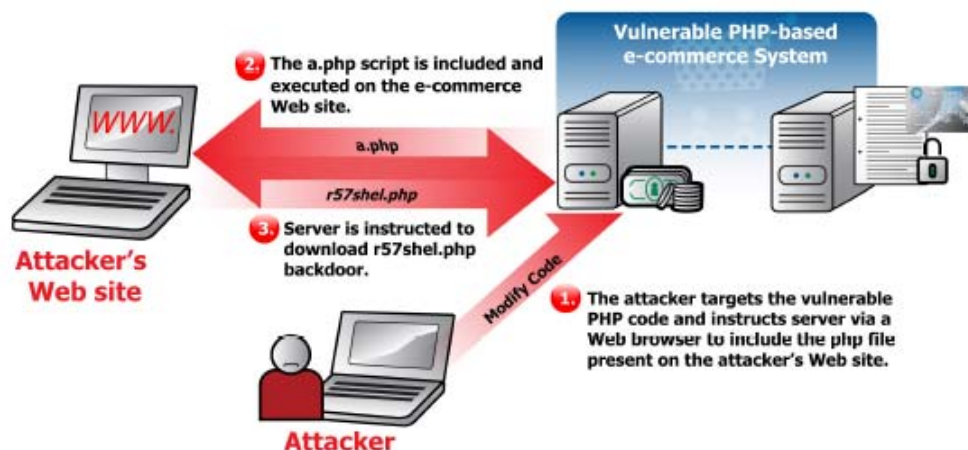 Vulnerable PHP-based
e-commerce System
2. The a.php script is included and
executed on the e-commerce
Web site.
WWW.
a.php
r57shel.php
3. Server is instructed to
download r57shel.php
backdoor.
Attacker's
Web site
Modify Code
1. The attacker targets the vulnerable
PHP code and instructs server via a
Web browser to include the php file
present on the attacker's Web site.
Attacker